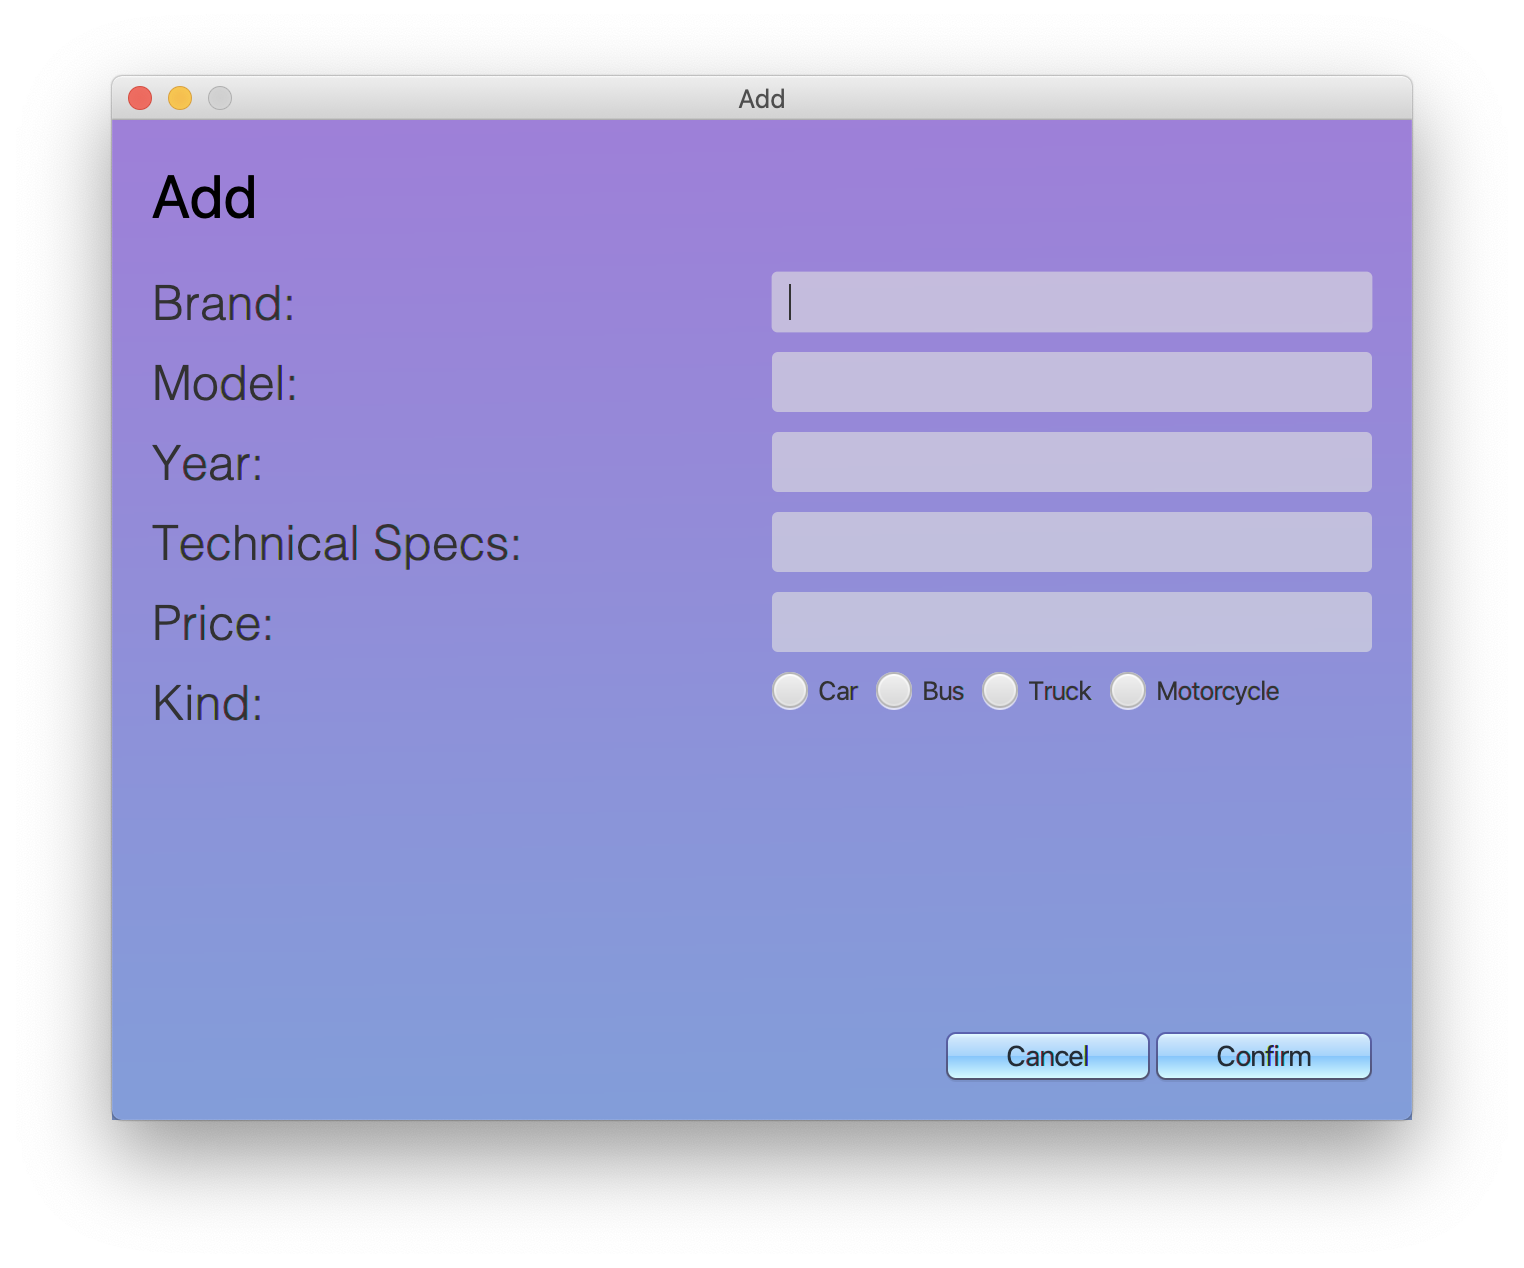 Add
Add
Brand:
Model:
Year:
Technical Specs:
Price:
Kind:
Car Bus Truck Motorcycle
Cancel Confirm